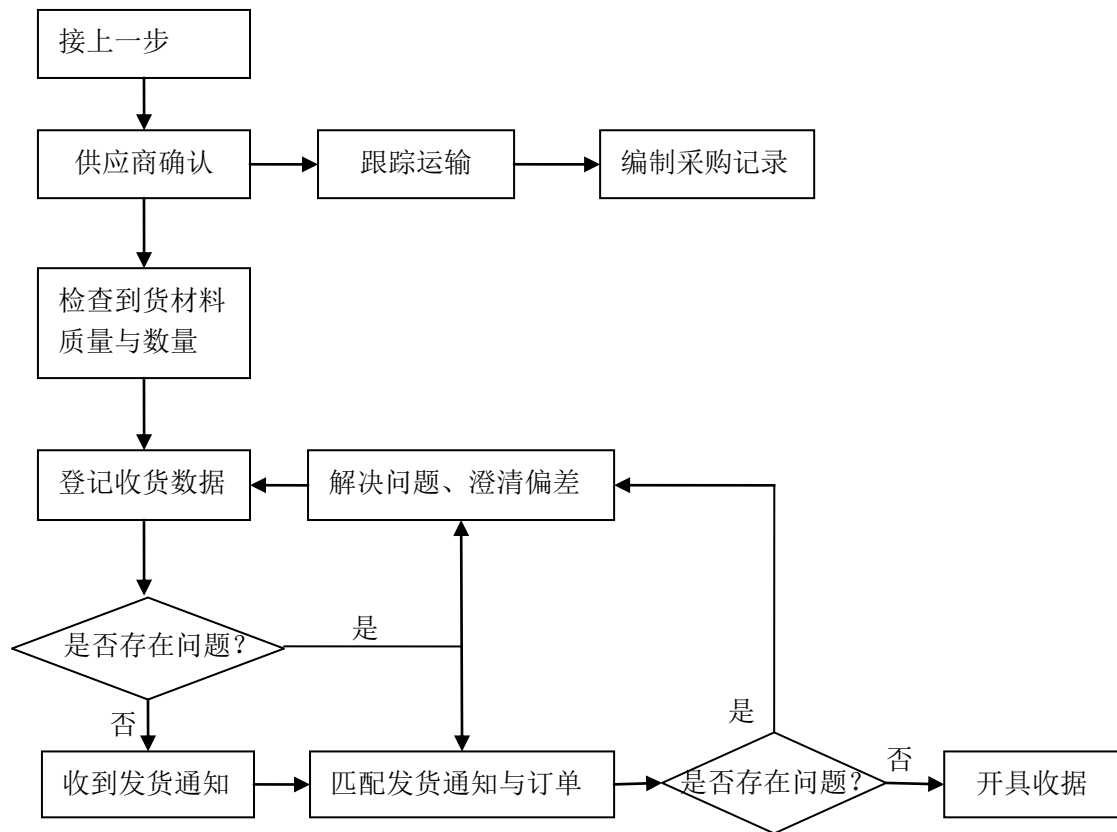 接上一步
供应商确认
跟踪运输
编制采购记录
检查到货材料
质量与数量
登记收货数据
解决问题、澄清偏差
是否存在问题？
是
否
收到发货通知
匹配发货通知与订单
是否存在问题？
是
否
开具收据